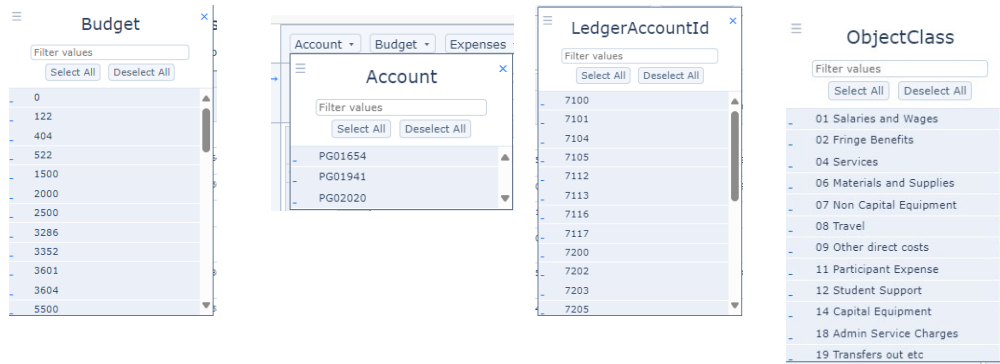 Budget
Filter values
Select All Deselect All
0
122
404
522
1500
2000
2500
3286
3352
3601
3604
5500
Account Budget Expenses
Account
Filter values
Select All Deselect All
PG01654
PG01941
PG02020
LedgerAccountId
Filter values
Select All Deselect All
7100
7101
7104
7105
7112
7113
7116
7117
7200
7202
7203
7205
ObjectClass
Filter values
Select All Deselect All
01 Salaries and Wages
02 Fringe Benefits
04 Services
06 Materials and Supplies
07 Non Capital Equipment
08 Travel
09 Other direct costs
11 Participant Expense
12 Student Support
14 Capital Equipment
18 Admin Service Charges
19 Transfers out etc